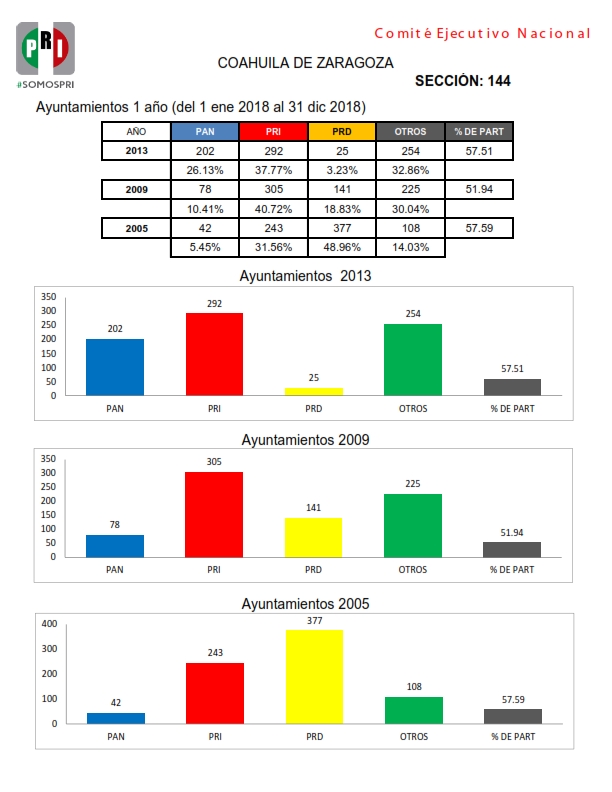 Comité Ejecutivo Nacional
PRI
#SOMOSPRI
COAHUILA DE ZARAGOZA
SECCIÓN: 144
Ayuntamientos 1 año (del 1 ene 2018 al 31 dic 2018)
AÑO PAN PRI PRD OTROS % DE PART
2013 202 292 25 254 57.51
26.13% 37.77% 3.23% 32.86%
2009 78 305 141 225 51.94
10.41% 40.72% 18.83% 30.04%
2005 42 243 377 108 57.59
5.45% 31.56% 48.96% 14.03%
Ayuntamientos 2013
350
300
250
200
150
100
50
0
202
292
25
254
57.51
PAN PRI PRD OTROS % DE PART
Ayuntamientos 2009
350
300
250
200
150
100
50
0
78
305
141
225
51.94
PAN PRI PRD OTROS % DE PART
Ayuntamientos 2005
400
300
200
100
0
42
243
377
108
57.59
PAN PRI PRD OTROS % DE PART